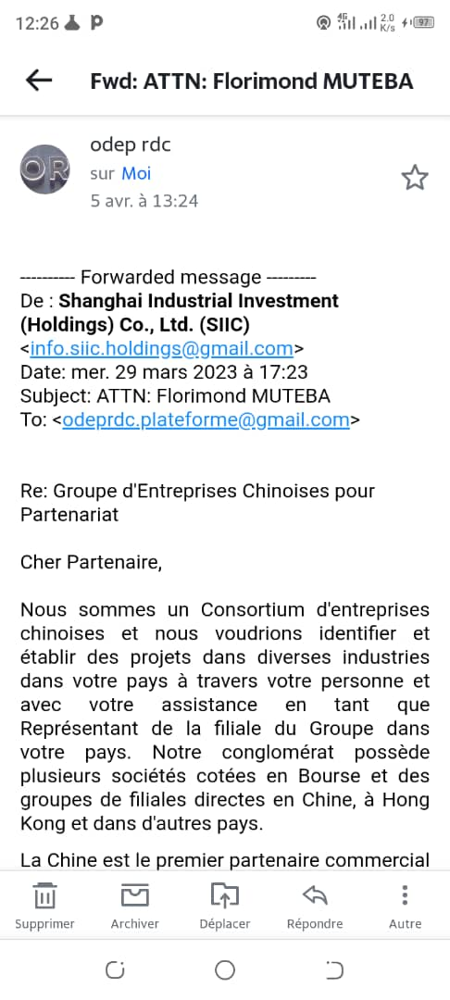 12:26 P 4G 2.0 K/s 97
Fwd: ATTN: Florimond MUTEBA
OR
odep rdc
sur Moi
5 avr. à 13:24
---------- Forwarded message ---------
De : Shanghai Industrial Investment
(Holdings) Co., Ltd. (SIIC)
<info.siic.holdings@gmail.com>
Date: mer. 29 mars 2023 à 17:23
Subject: ATTN: Florimond MUTEBA
To: <odeprdc.plateforme@gmail.com>
Re: Groupe d'Entreprises Chinoises pour
Partenariat
Cher Partenaire,
Nous sommes un Consortium d'entreprises
chinoises et nous voudrions identifier et
établir des projets dans diverses industries
dans votre pays à travers votre personne et
avec votre assistance en tant que
Représentant de la filiale du Groupe dans
votre pays. Notre conglomérat possède
plusieurs sociétés cotées en Bourse et des
groupes de filiales directes en Chine, à Hong
Kong et dans d'autres pays.
La Chine est le premier partenaire commercial
Supprimer Archiver Déplacer Répondre Autre